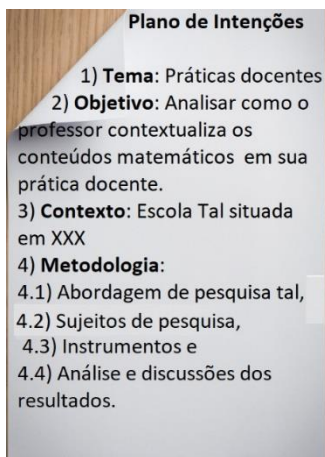 Plano de Intenções
1) Tema: Práticas docentes
2) Objetivo: Analisar como o
professor contextualiza os
conteúdos matemáticos em sua
prática docente.
3) Contexto: Escola Tal situada
em XXX
4) Metodologia:
4.1) Abordagem de pesquisa tal,
4.2) Sujeitos de pesquisa,
4.3) Instrumentos e
4.4) Análise e discussões dos
resultados.